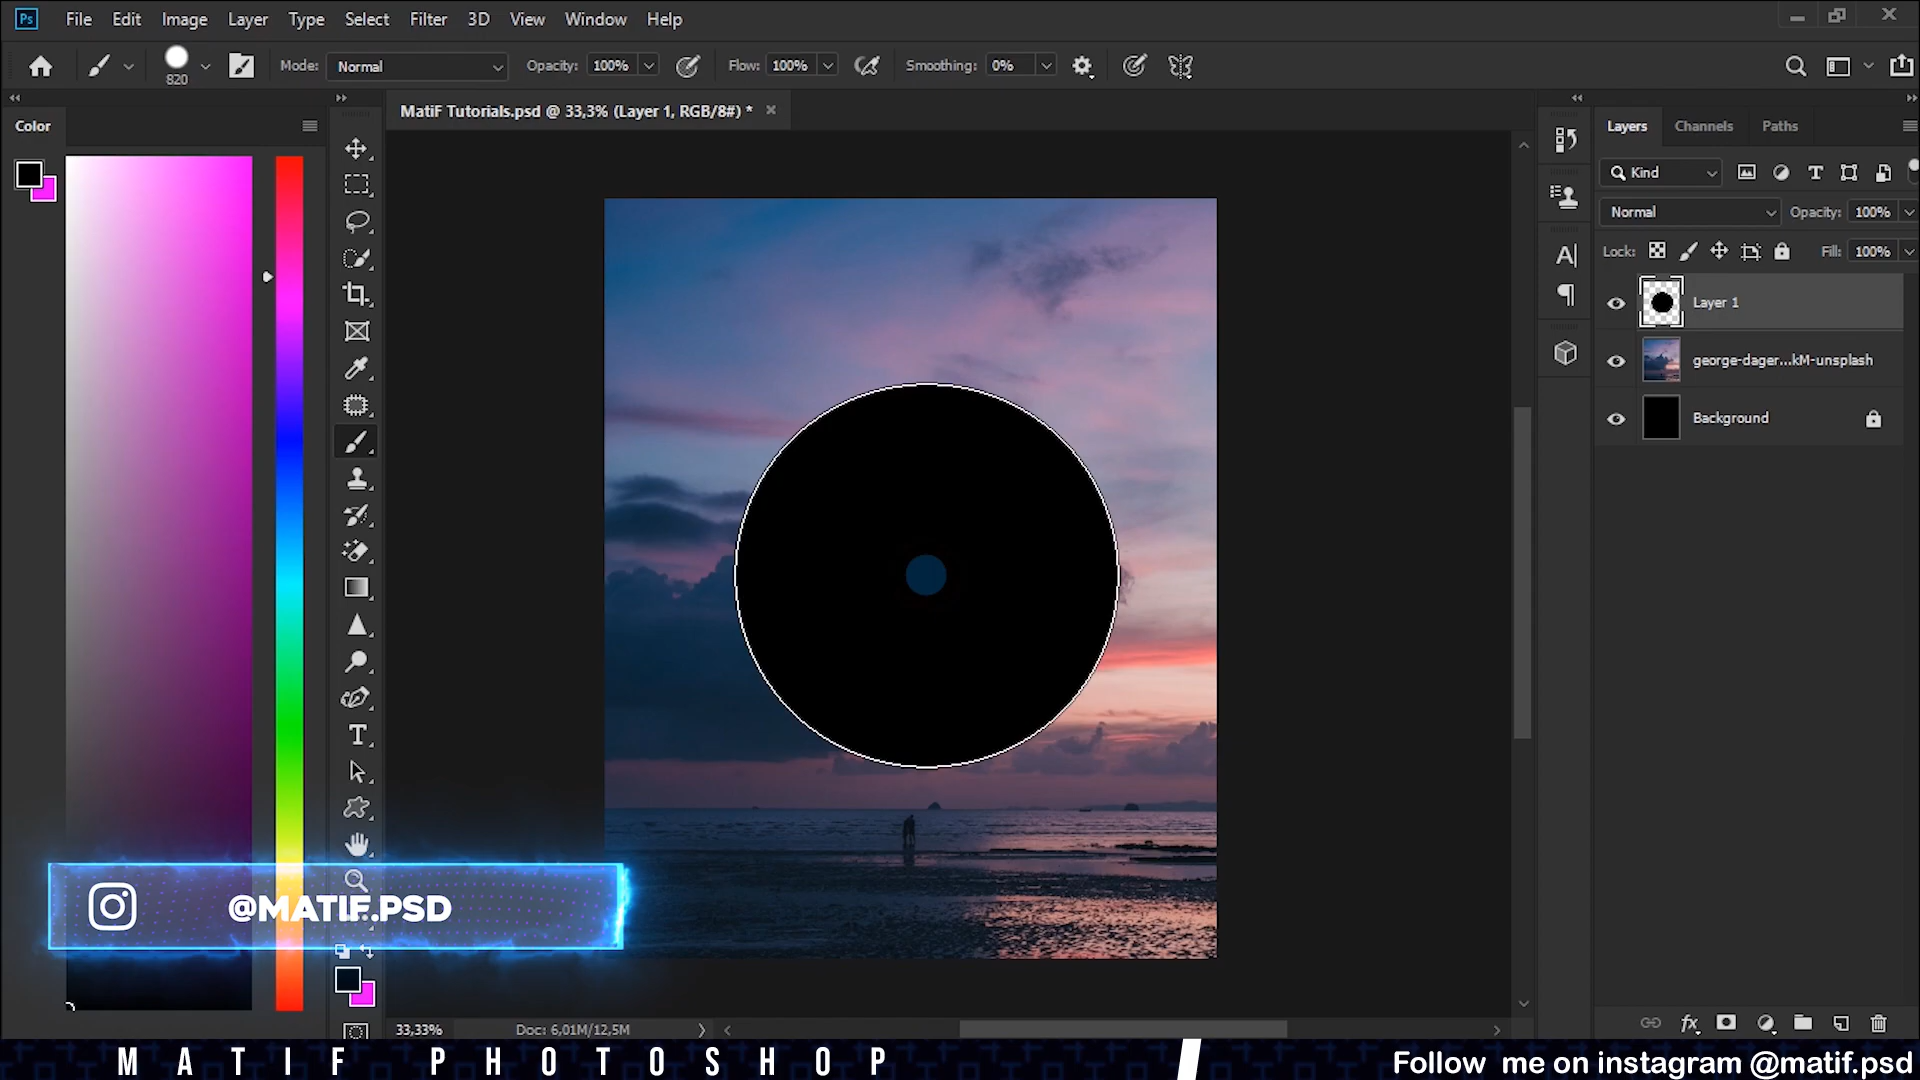 Ps File Edit Image Layer Type Select Filter 3D View Window Help
820 Mode: Normal Opacity: 100% Flow: 100% Smoothing: 0%
Color
MatiF Tutorials.psd @ 33,3% (Layer 1, RGB/8#) *
Layers Channels Paths
Kind
Normal Opacity: 100%
Lock: Fill: 100%
Layer 1
george-dager...kM-unsplash
Background
@MATIF.PSD
33,33% Doc: 6,01M/12,5M
MATIF PHOTOSHOP
Follow me on instagram @matif.psd